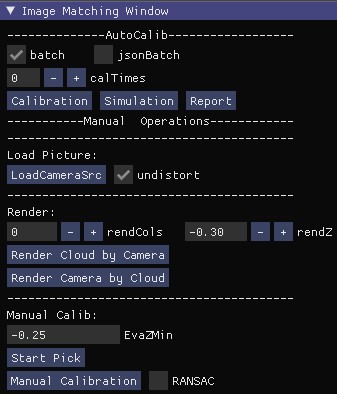 Image Matching Window
--------------AutoCalib------------------
batch jsonBatch
0 - + calTimes
Calibration Simulation Report
-----------Manual  Operations------------
-----------------------------------------
Load Picture:
LoadCameraSrc undistort
-----------------------------------------
Render:
0 - + rendCols -0.30 - + rendZ
Render Cloud by Camera
Render Camera by Cloud
-----------------------------------------
Manual Calib:
-0.25 EvaZMin
Start Pick
Manual Calibration RANSAC